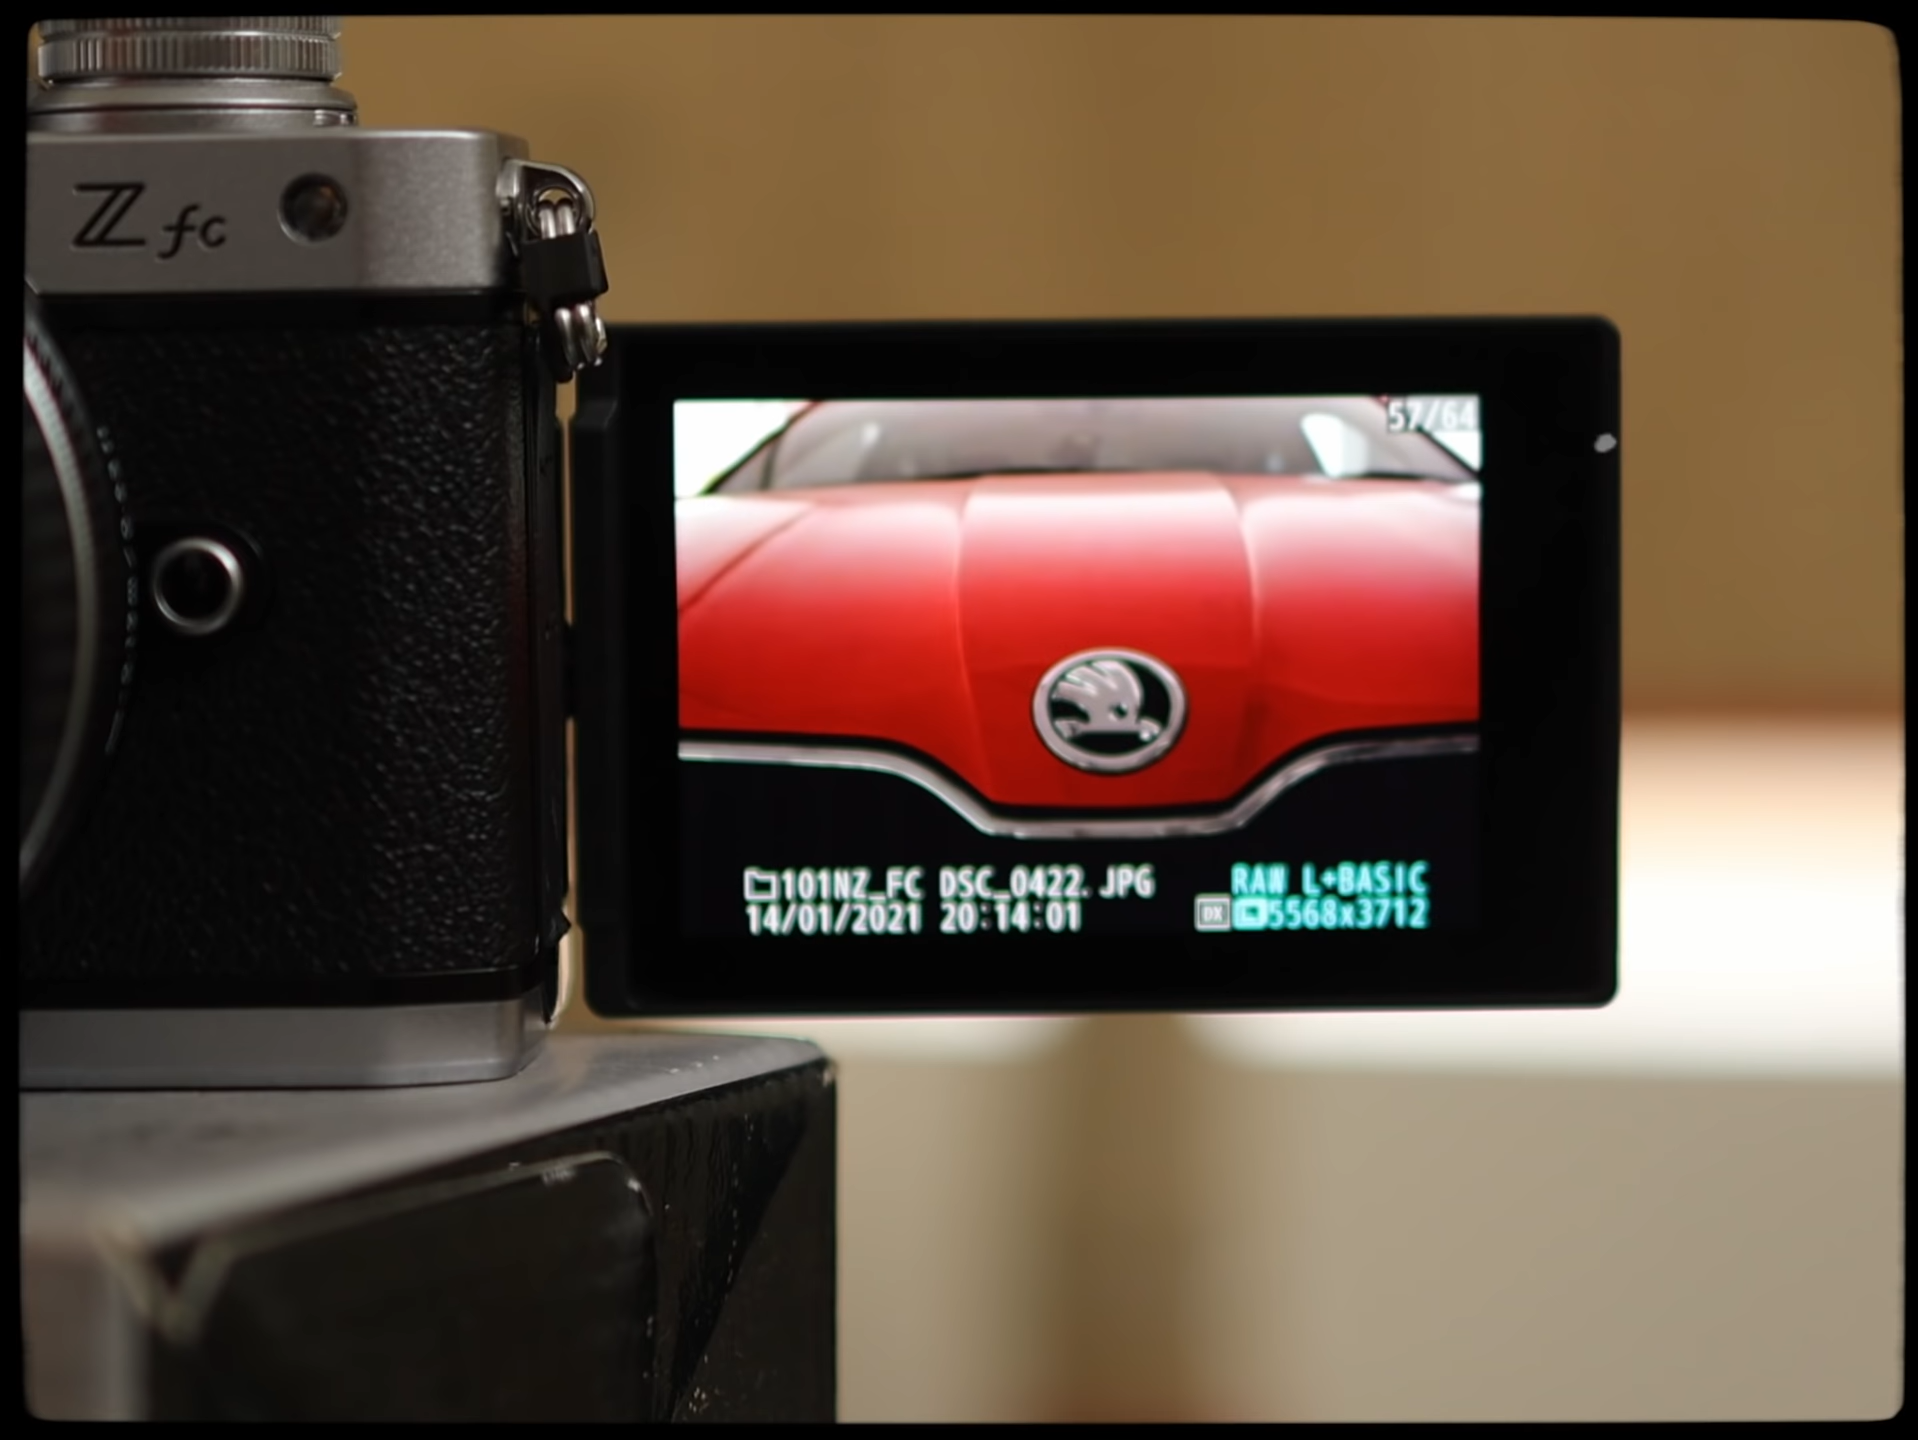 Z fc
57/64
101NZ_FC DSC_0422.JPG
RAW L+BASIC
14/01/2021 20:14:01
DX 5568x3712